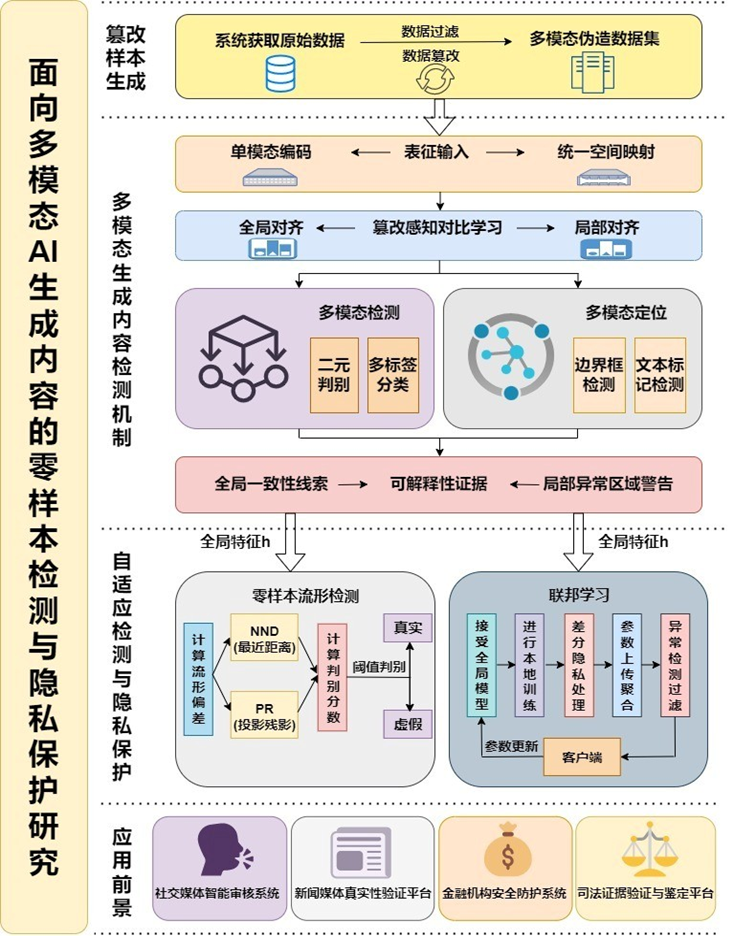 面向多模态AI生成内容的零样本检测与隐私保护研究
篡改
样本
生成
系统获取原始数据
数据过滤
数据篡改
多模态伪造数据集
多模态生成内容检测机制
单模态编码
表征输入
统一空间映射
全局对齐
篡改感知对比学习
局部对齐
多模态检测
二元
判别
多标签
分类
多模态定位
边界框
检测
文本标
记检测
全局一致性线索
可解释性证据
局部异常区域警告
全局特征h
全局特征h
自适应检测与隐私保护
零样本流形检测
计算流形偏差
NND
(最近距离)
PR
(投影残影)
计算判别分数
阈值判别
真实
虚假
联邦学习
接受全局模型
进行本地训练
差分隐私处理
参数上传聚合
异常检测过滤
参数更新
客户端
应用前景
社交媒体智能审核系统
新闻媒体真实性验证平台
$
金融机构安全防护系统
司法证据验证与鉴定平台